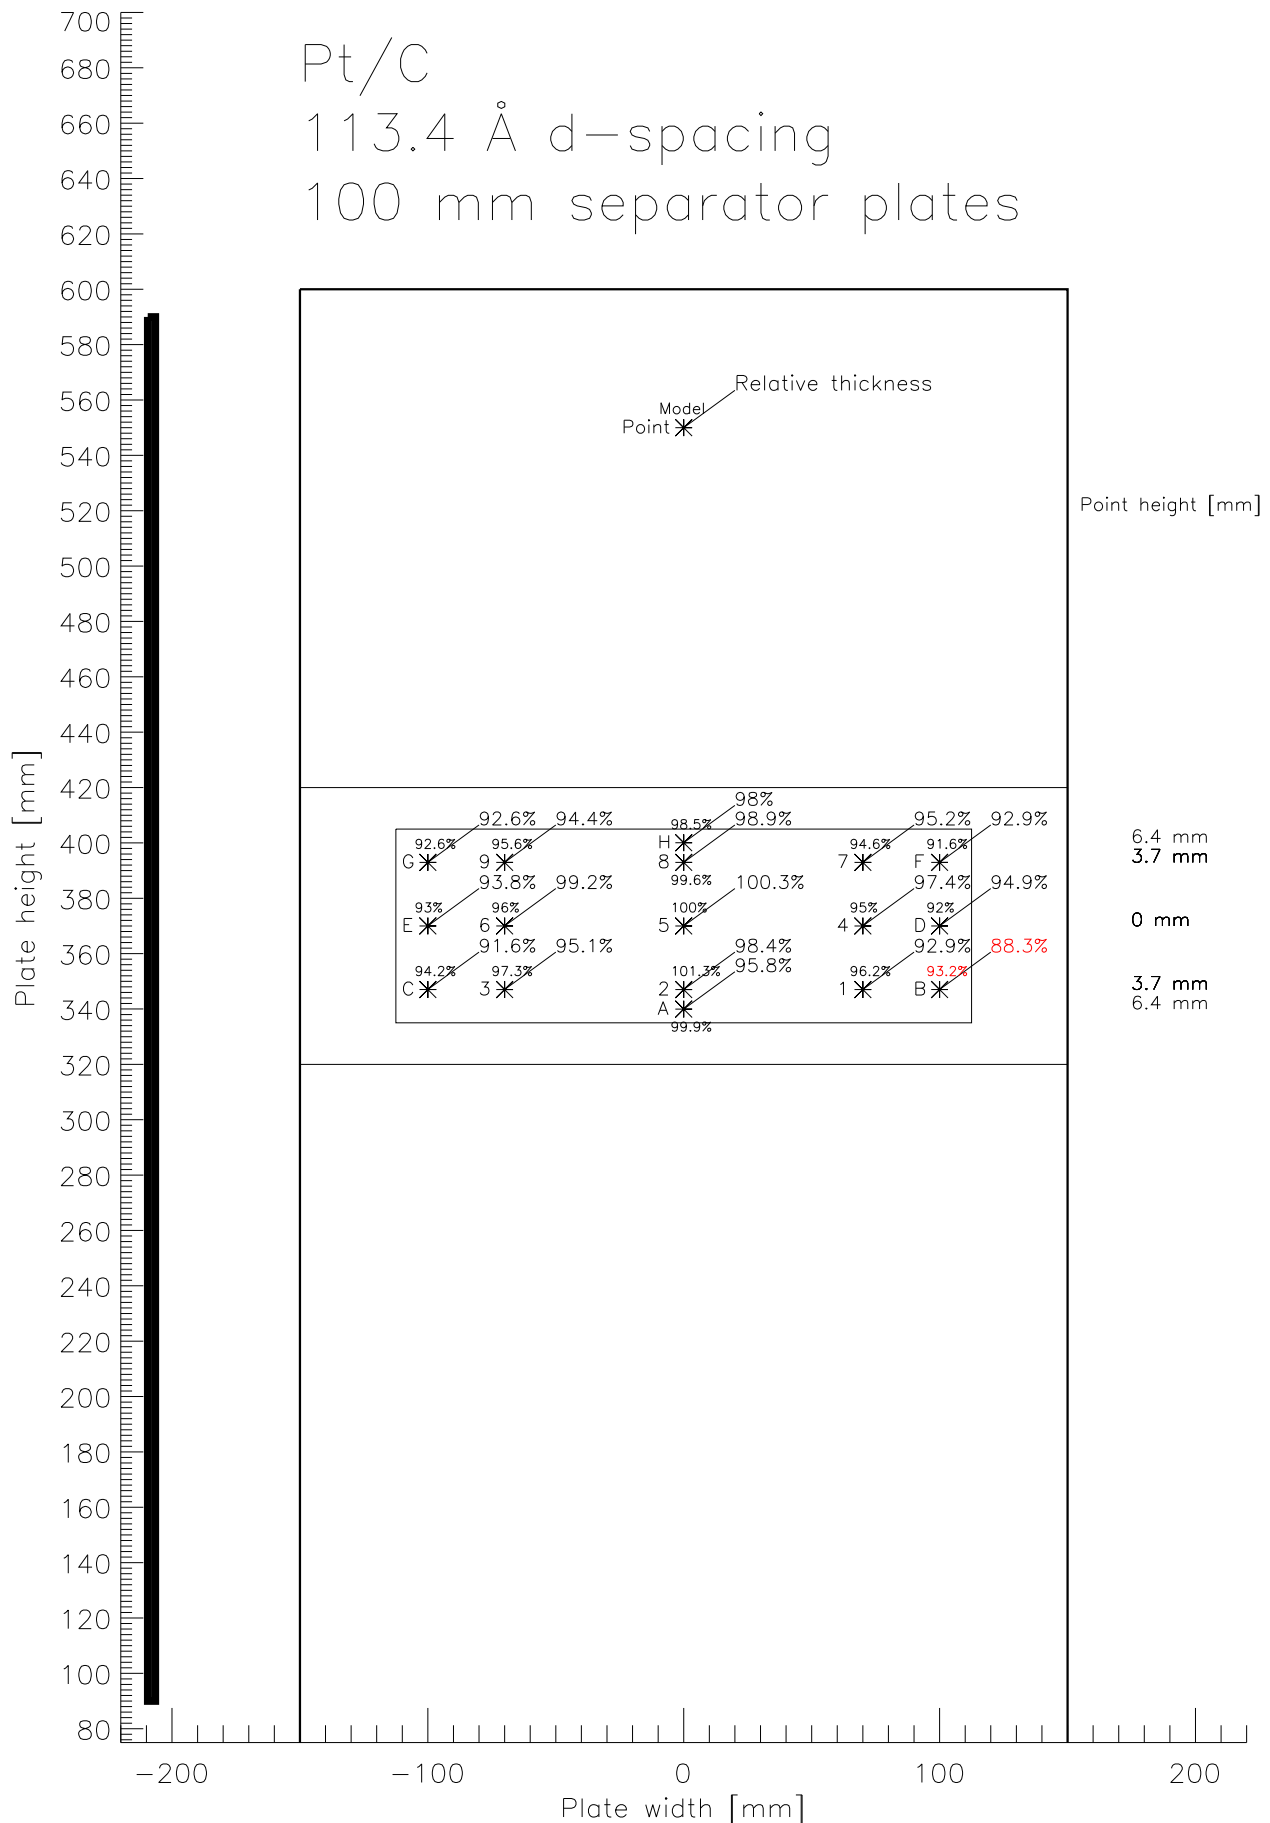 Pt/C
113.4 Å d-spacing
100 mm separator plates
700
680
660
640
620
600
580
560
540
520
500
480
460
440
420
400
380
360
340
320
300
280
260
240
220
200
180
160
140
120
100
80
Plate height [mm]
Relative thickness
Model
Point
Point height [mm]
98%
92.6% 94.4% 98.9% 95.2% 92.9%
98.5%
H
92.6% 95.6% 94.6% 91.6%
G 9 8 7 F
99.6%
93.8% 99.2% 100.3% 97.4% 94.9%
93% 96% 100% 95% 92%
E 6 5 4 D
91.6% 95.1% 98.4% 92.9% 88.3%
95.8%
94.2% 97.3% 101.3% 96.2% 93.2%
C 3 2 1 B
A
99.9%
6.4 mm
3.7 mm
0 mm
3.7 mm
6.4 mm
-200 -100 0 100 200
Plate width [mm]